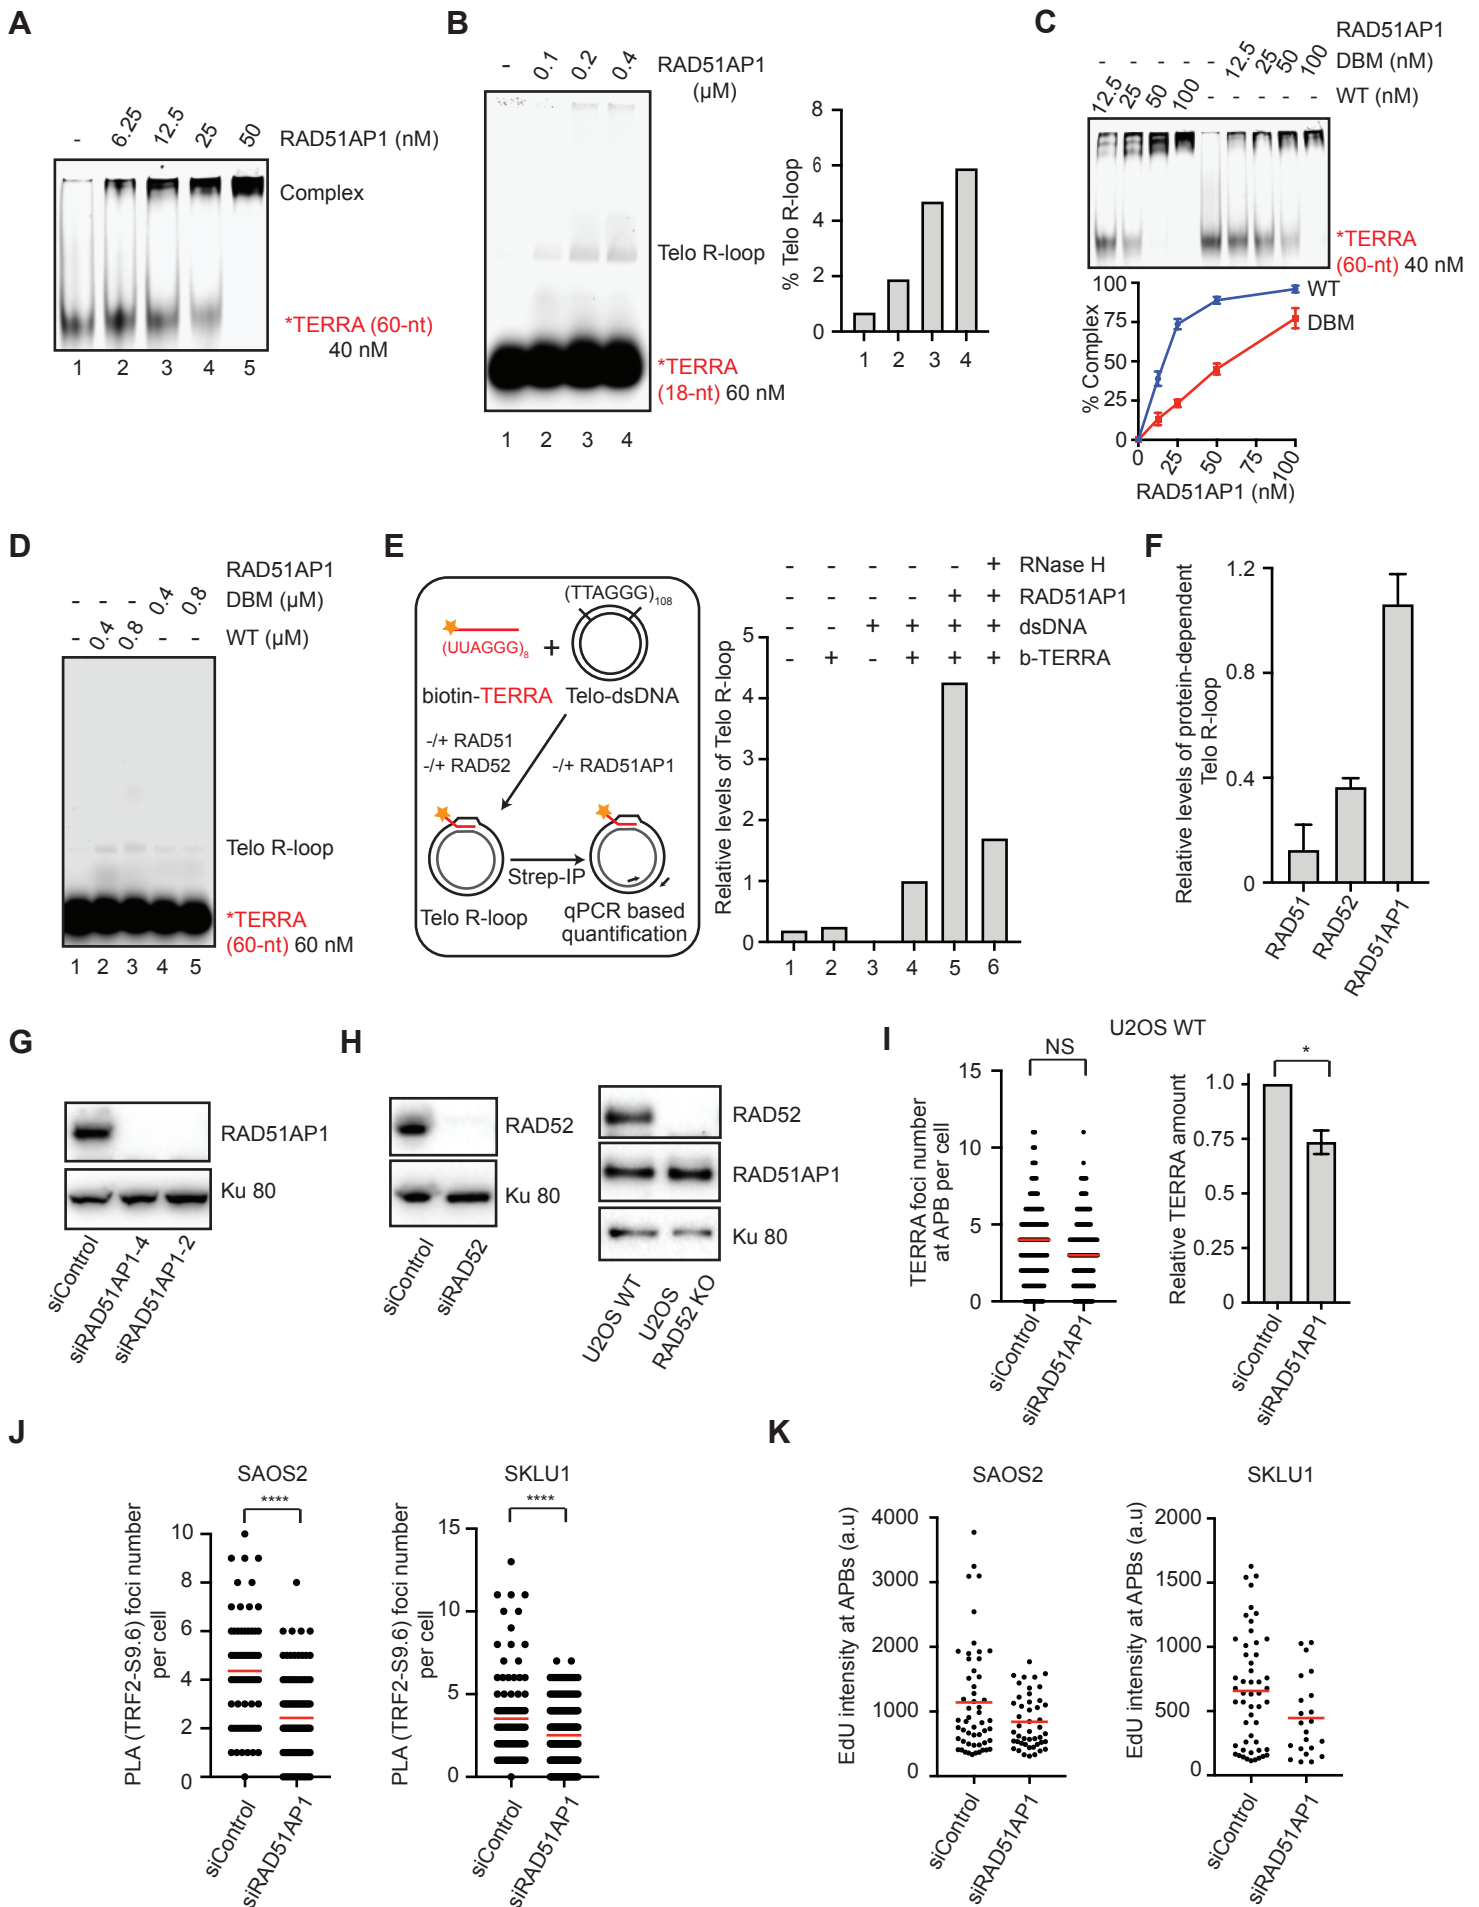 A
-
6.25
12.5
25
50
RAD51AP1 (nM)
Complex
*TERRA (60-nt)
40 nM
1 2 3 4 5
B
-
0.1
0.2
0.4
RAD51AP1
(µM)
Telo R-loop
*TERRA
(18-nt) 60 nM
1 2 3 4
% Telo R-loop
8
6
4
2
0
1 2 3 4
C
RAD51AP1
- - - - - 12.5 25 50 100 DBM (nM)
12.5 25 50 100 - - - - - WT (nM)
*TERRA
(60-nt) 40 nM
% Complex
100
75
50
25
0
WT
DBM
0 25 50 75 100
RAD51AP1 (nM)
D
RAD51AP1
- - - 0.4 0.8 DBM (µM)
- 0.4 0.8 - - WT (µM)
Telo R-loop
*TERRA
(60-nt) 60 nM
1 2 3 4 5
E
(TTAGGG)108
(UUAGGG)8
+
biotin-TERRA Telo-dsDNA
-/+ RAD51
-/+ RAD52
-/+ RAD51AP1
Strep-IP
Telo R-loop
qPCR based
quantification
- - - - - + RNase H
- - - - + + RAD51AP1
- - + + + + dsDNA
- + - + + + b-TERRA
Relative levels of Telo R-loop
5
4
3
2
1
0
1 2 3 4 5 6
F
Relative levels of protein-dependent
Telo R-loop
1.2
0.8
0.4
0
RAD51
RAD52
RAD51AP1
G
RAD51AP1
Ku 80
siControl
siRAD51AP1-4
siRAD51AP1-2
H
RAD52
Ku 80
siControl
siRAD52
RAD52
RAD51AP1
Ku 80
U2OS WT
U2OS
RAD52 KO
I
U2OS WT
NS
TERRA foci number
at APB per cell
15
10
5
0
siControl
siRAD51AP1
*
Relative TERRA amount
1.0
0.75
0.5
0.25
0
siControl
siRAD51AP1
J
SAOS2
****
PLA (TRF2-S9.6) foci number
per cell
10
8
6
4
2
0
siControl
siRAD51AP1
SKLU1
****
PLA (TRF2-S9.6) foci number
per cell
15
10
5
0
siControl
siRAD51AP1
K
SAOS2
EdU intensity at APBs (a.u)
4000
3000
2000
1000
0
siControl
siRAD51AP1
SKLU1
EdU intensity at APBs (a.u)
2000
1500
1000
500
0
siControl
siRAD51AP1